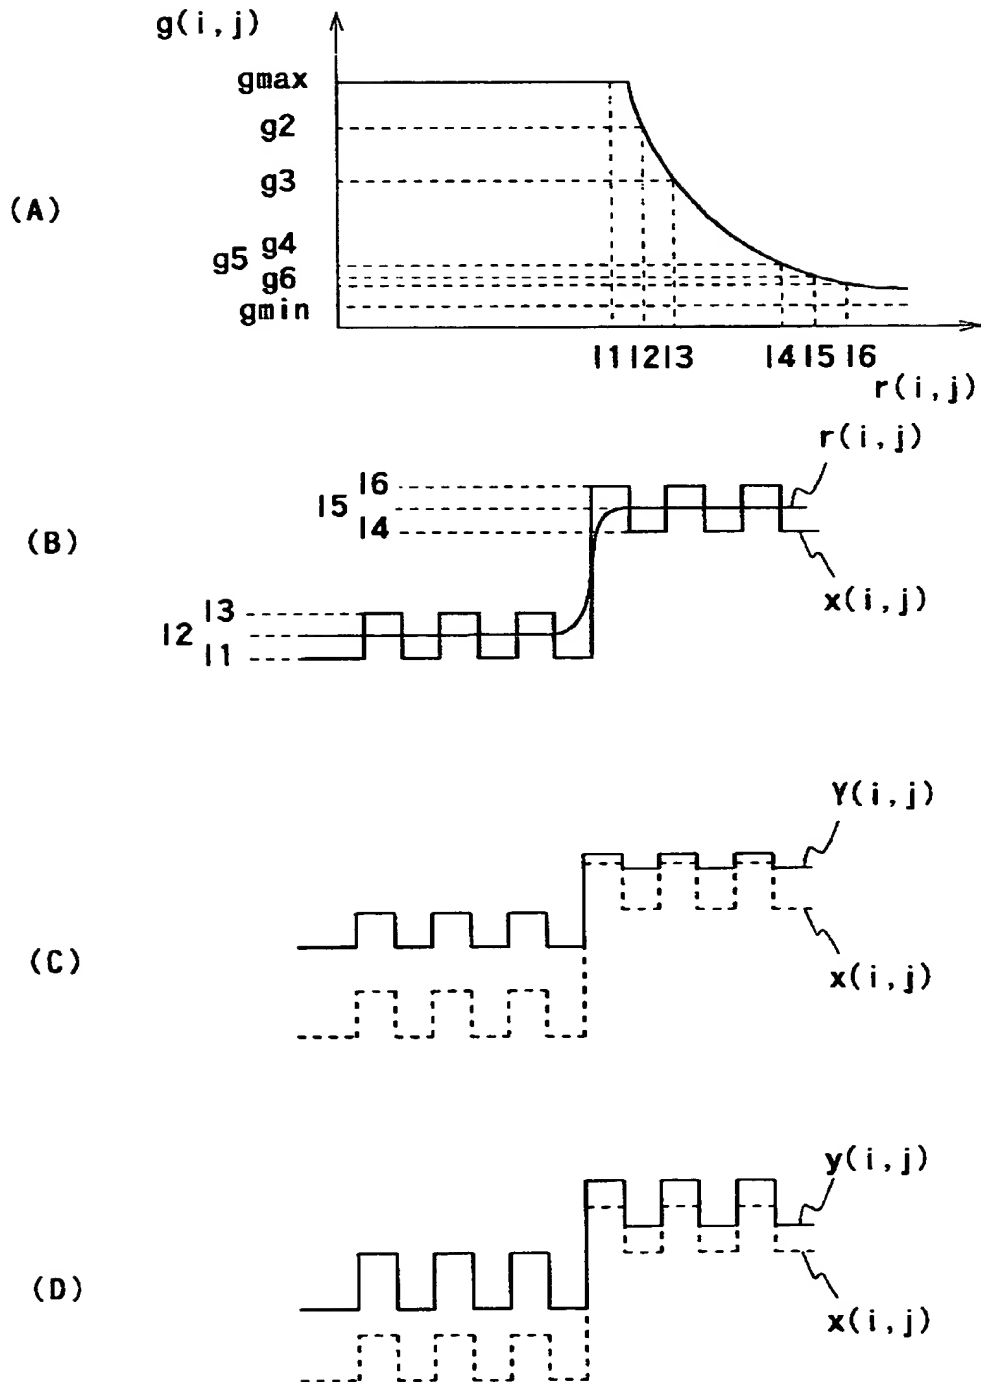 g(i,j)
gmax
g2
g3
(A)
g4
g5
g6
gmin
l1 l2 l3 l4 l5 l6
r(i,j)
r(i,j)
l6
l5
l4
(B)
x(i,j)
l3
l2
l1
Y(i,j)
(C)
x(i,j)
y(i,j)
(D)
x(i,j)